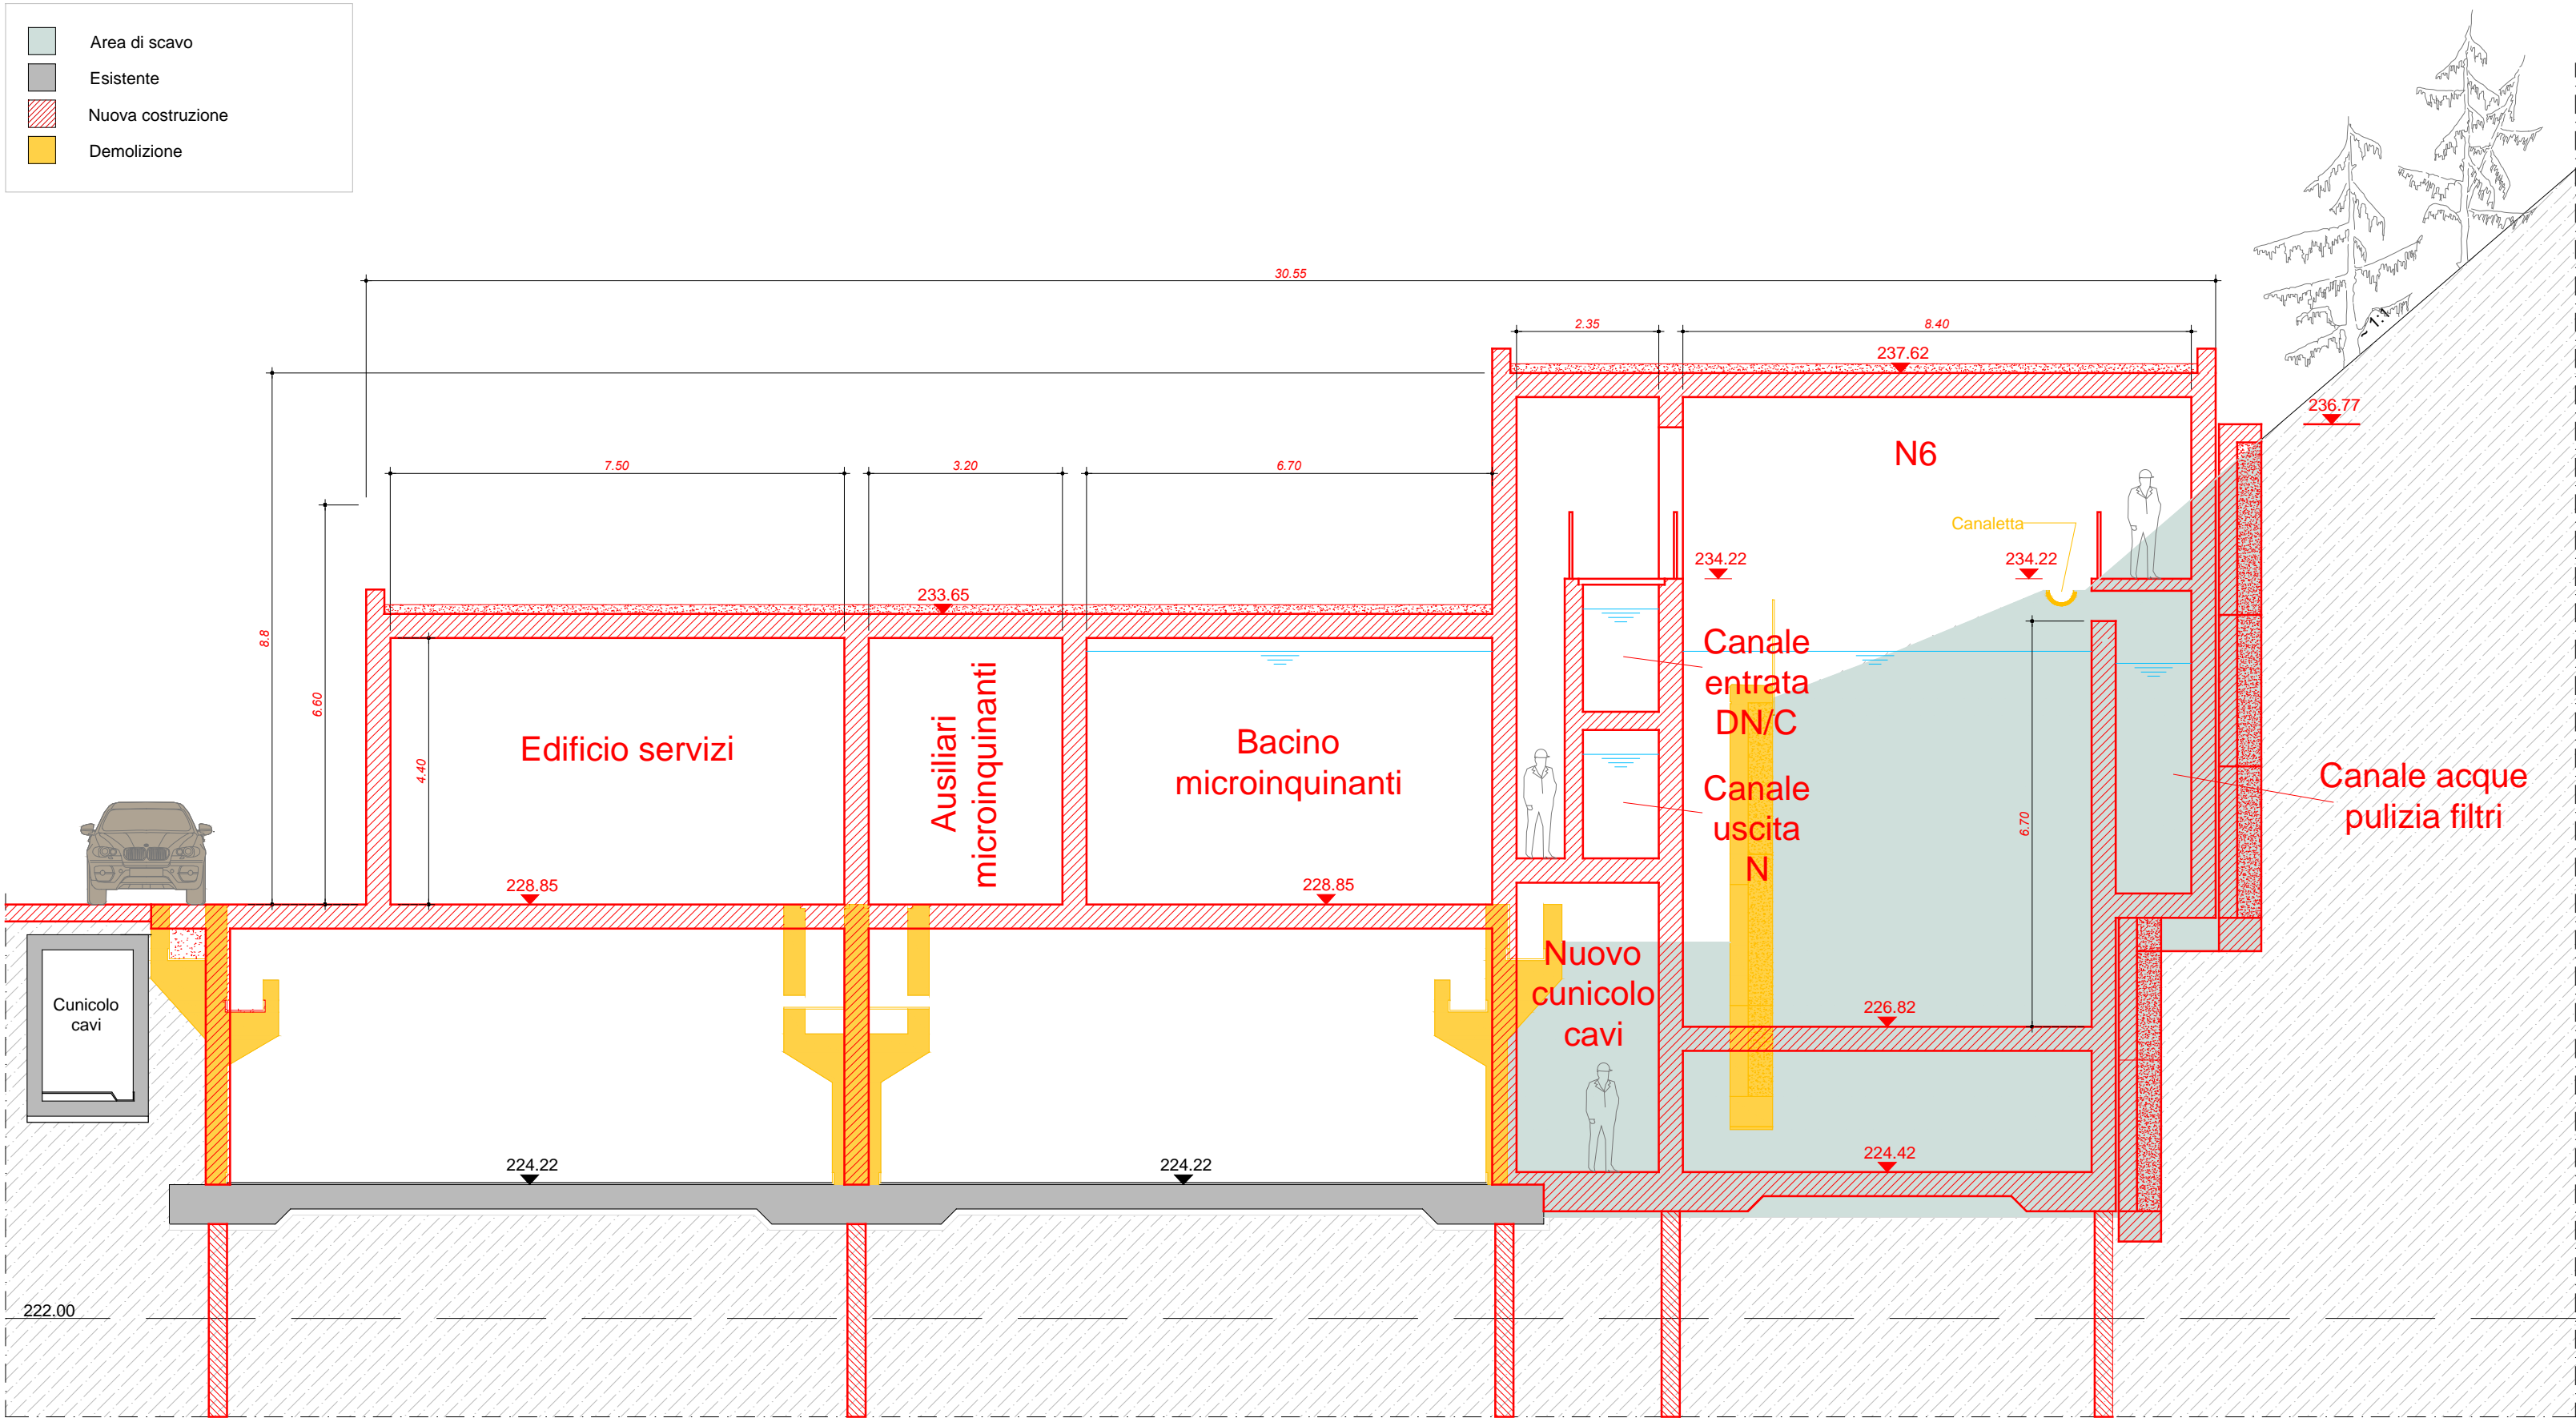 Area di scavo
Esistente
Nuova costruzione
Demolizione
30.55
2.35
8.40
237.62
~ 1:1
236.77
7.50
3.20
6.70
N6
Canaletta
234.22
234.22
233.65
8.8
6.60
4.40
Edificio servizi
Ausiliari
microinquinanti
Bacino
microinquinanti
Canale
entrata
DN/C
Canale
uscita
N
6.70
Canale acque
pulizia filtri
228.85
228.85
Nuovo
cunicolo
cavi
Cunicolo
cavi
226.82
224.22
224.22
224.42
222.00